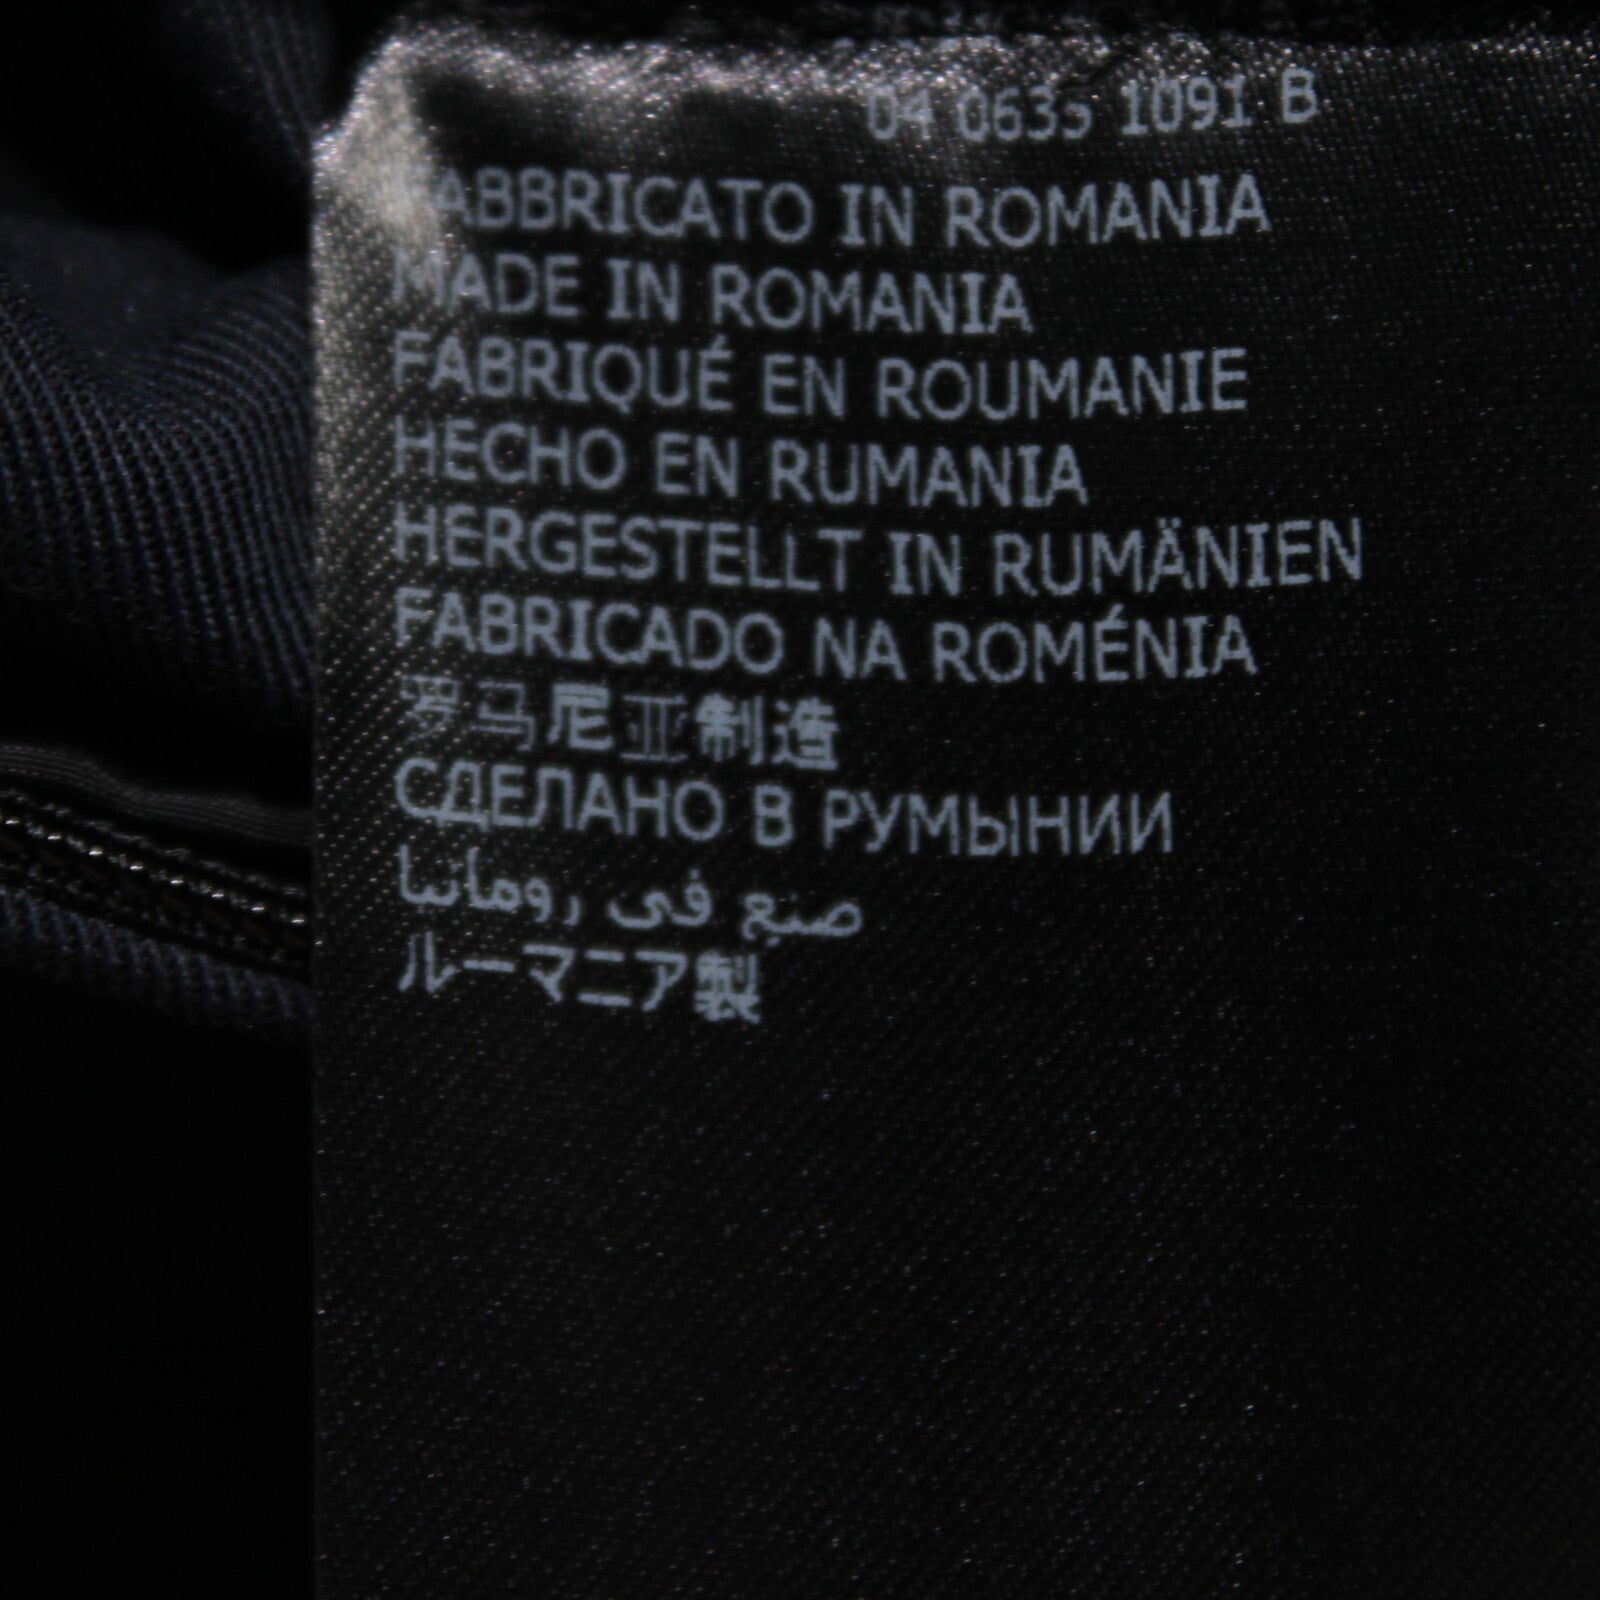 04 0635 1091 B
FABBRICATO IN ROMANIA
MADE IN ROMANIA
FABRIQUÉ EN ROUMANIE
HECHO EN RUMANIA
HERGESTELLT IN RUMÄNIEN
FABRICADO NA ROMÉNIA
罗马尼亚制造
СДЕЛАНО В РУМЫНИИ
صنع في رومانيا
ルーマニア製